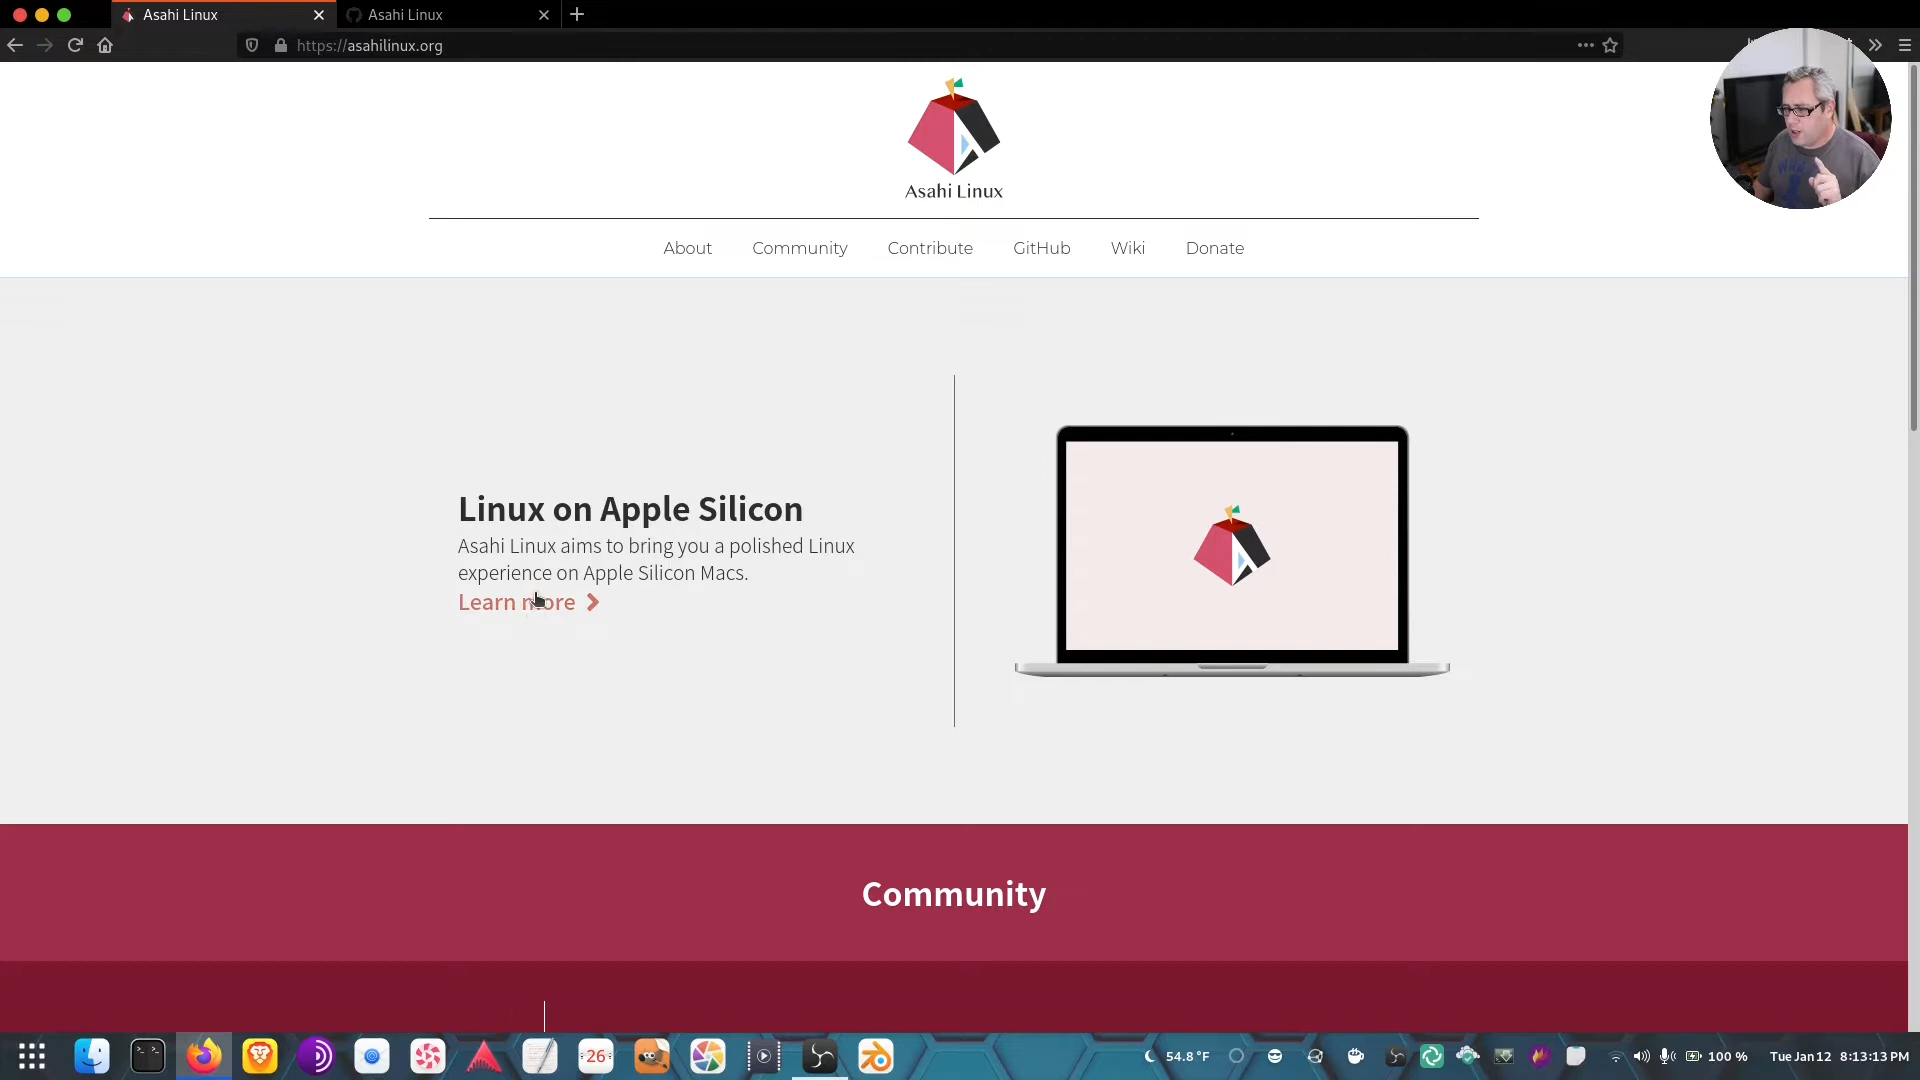 Asahi Linux
Asahi Linux
https://asahilinux.org
Asahi Linux
About
Community
Contribute
GitHub
Wiki
Donate
Linux on Apple Silicon
Asahi Linux aims to bring you a polished Linux
experience on Apple Silicon Macs.
Learn more
Community
26
54.8°F
100 %
Tue Jan 12 8:13:13 PM